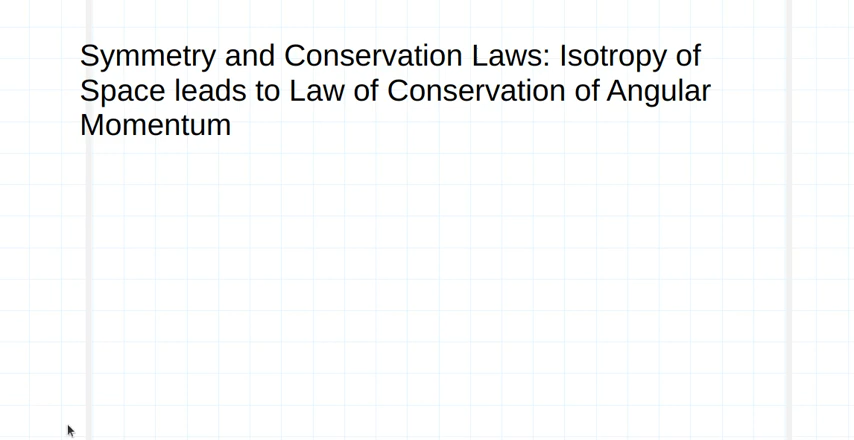 Symmetry and Conservation Laws: Isotropy of
Space leads to Law of Conservation of Angular
Momentum